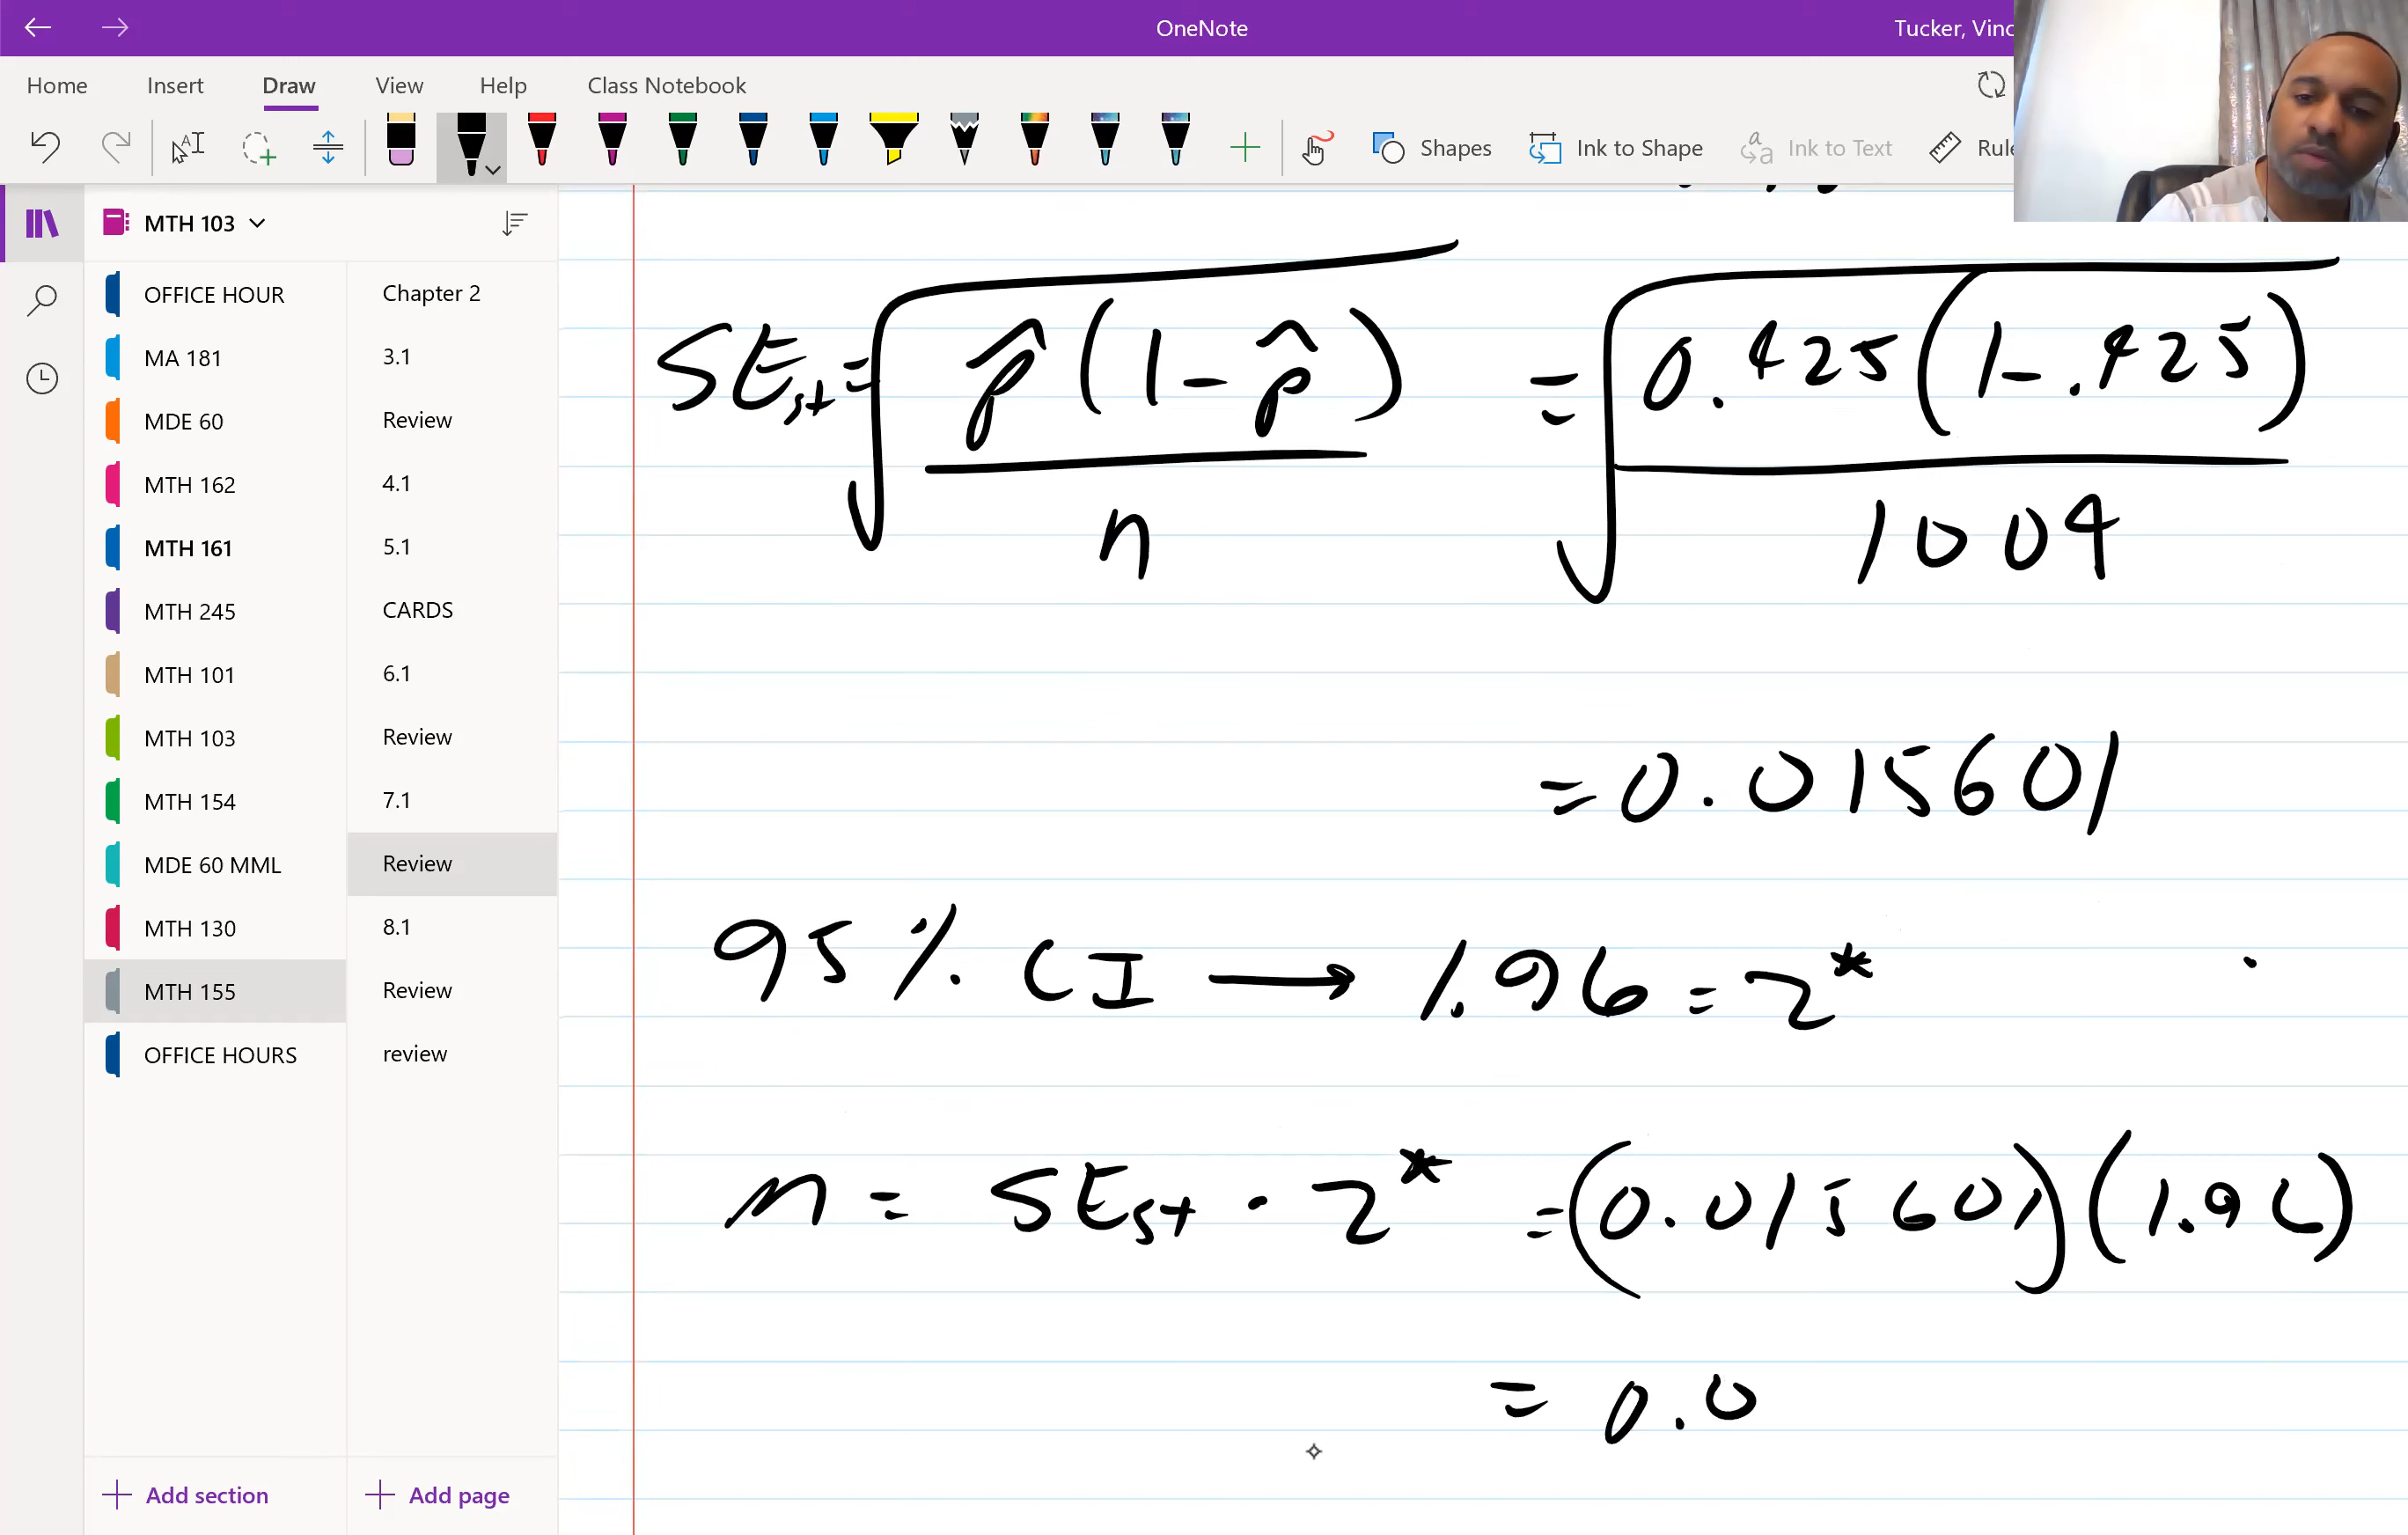 OneNote
Tucker, Vinc
Home Insert Draw View Help Class Notebook
Shapes Ink to Shape Ink to Text Rule
MTH 103
OFFICE HOUR
MA 181
MDE 60
MTH 162
MTH 161
MTH 245
MTH 101
MTH 103
MTH 154
MDE 60 MML
MTH 130
MTH 155
OFFICE HOURS
Add section
Chapter 2
3.1
Review
4.1
5.1
CARDS
6.1
Review
7.1
Review
8.1
Review
review
Add page
SEst = √(p̂(1-p̂)/n) = √(0.425(1-.425)/1004)
= 0.015601
95% CI → 1.96 = z*
m = SEst · z* = (0.015601)(1.96)
= 0.0